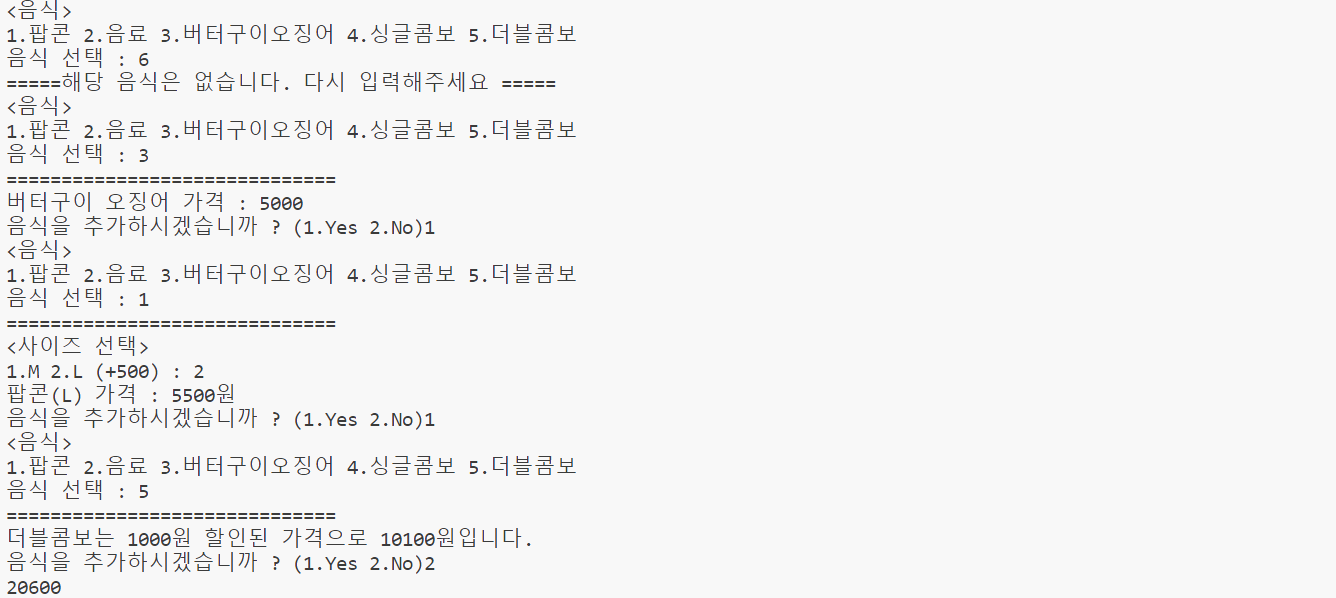 <음식>
1.팝콘 2.음료 3.버터구이오징어 4.싱글콤보 5.더블콤보
음식 선택 : 6
=====해당 음식은 없습니다. 다시 입력해주세요 =====
<음식>
1.팝콘 2.음료 3.버터구이오징어 4.싱글콤보 5.더블콤보
음식 선택 : 3
==============================
버터구이 오징어 가격 : 5000
음식을 추가하시겠습니까 ? (1.Yes 2.No)1
<음식>
1.팝콘 2.음료 3.버터구이오징어 4.싱글콤보 5.더블콤보
음식 선택 : 1
==============================
<사이즈 선택>
1.M 2.L (+500) : 2
팝콘(L) 가격 : 5500원
음식을 추가하시겠습니까 ? (1.Yes 2.No)1
<음식>
1.팝콘 2.음료 3.버터구이오징어 4.싱글콤보 5.더블콤보
음식 선택 : 5
==============================
더블콤보는 1000원 할인된 가격으로 10100원입니다.
음식을 추가하시겠습니까 ? (1.Yes 2.No)2
20600